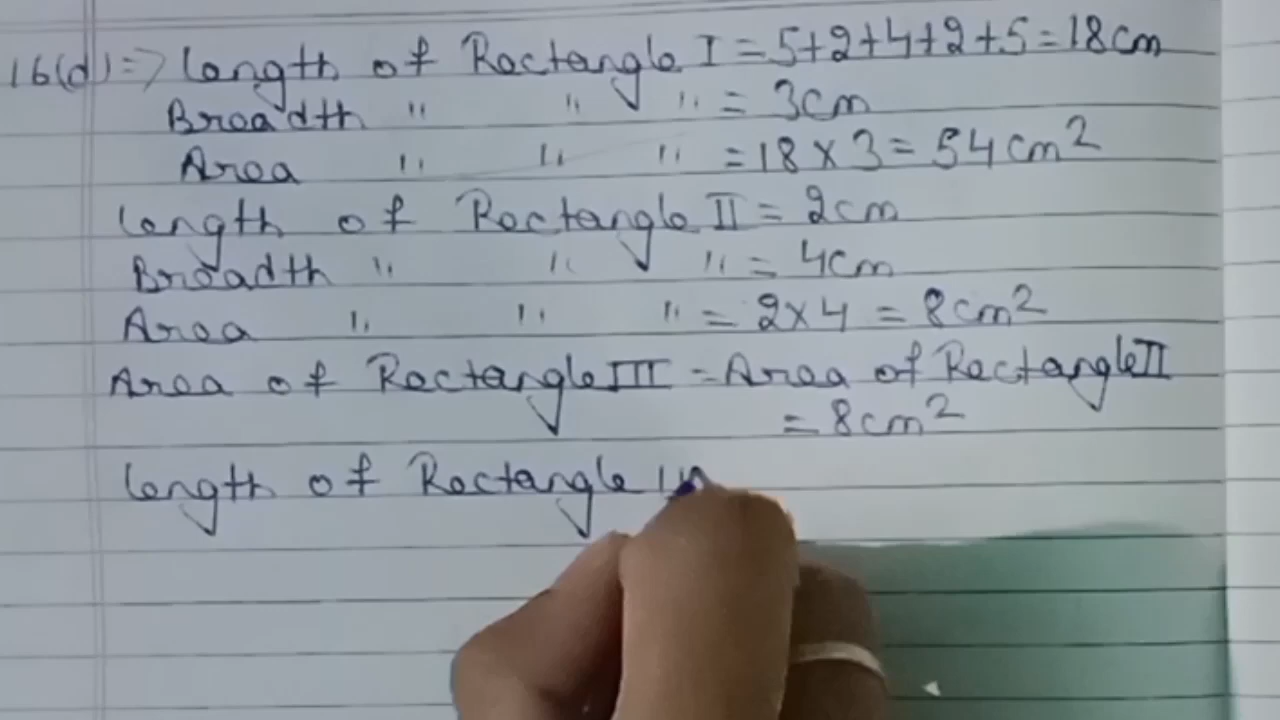 16(d) => Length of Rectangle I = 5+2+4+2+5 = 18cm
Breadth " " " = 3cm
Area " " " = 18 × 3 = 54 cm²
Length of Rectangle II = 2cm
Breadth " " " = 4cm
Area " " " = 2×4 = 8cm²
Area of Rectangle III = Area of Rectangle II
= 8cm²
Length of Rectangle